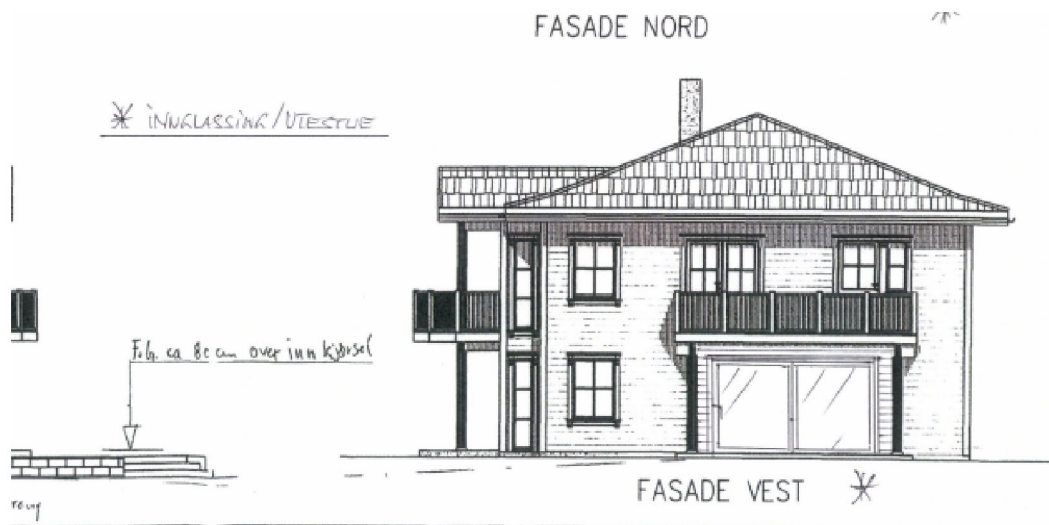 FASADE NORD
* INNGLASSING/UTESTUE
F.h. ca 80 cm over innkjørsel
FASADE VEST *